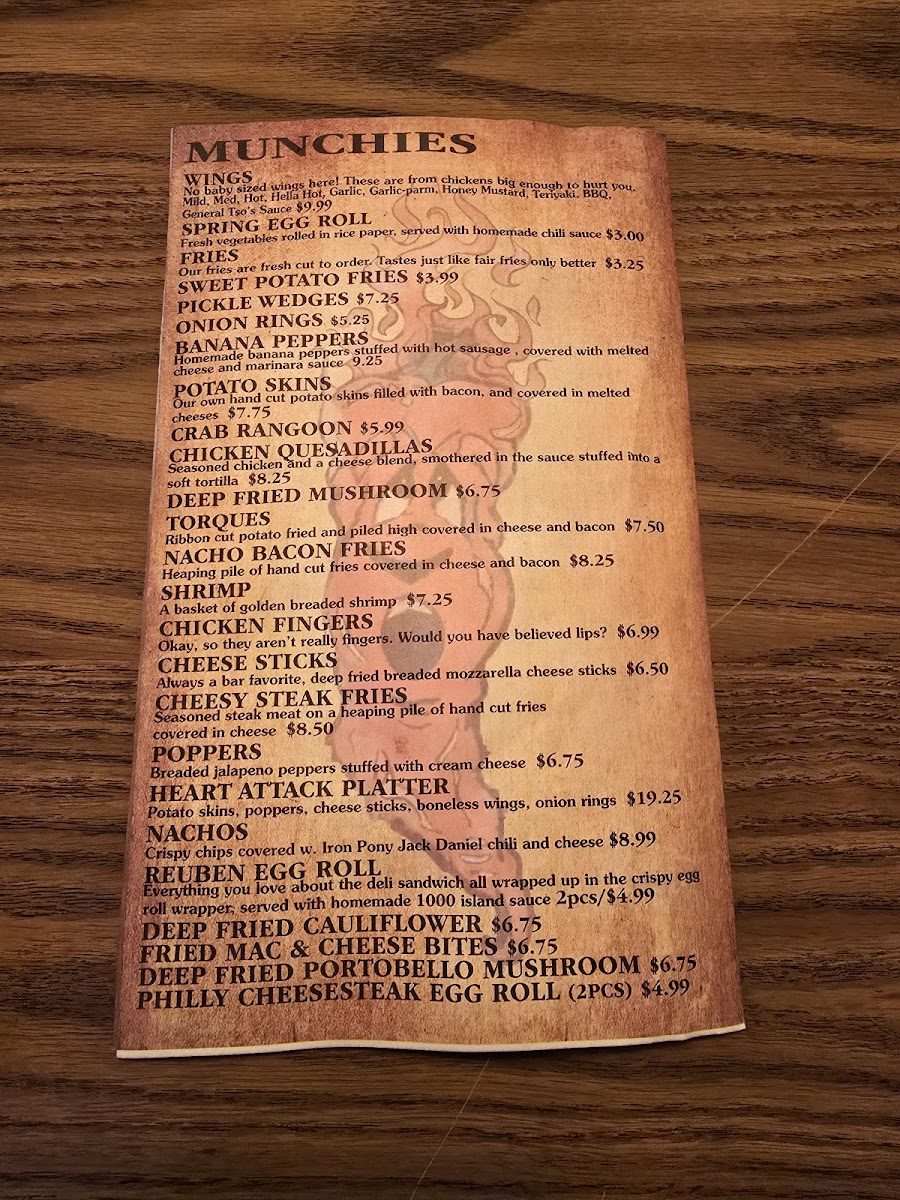 MUNCHIES
WINGS
No baby sized wings here! These are from chickens big enough to hurt you.
Mild, Med, Hot, Hella Hot, Garlic, Garlic-parm, Honey Mustard, Teriyaki, BBQ,
General Tso's Sauce $9.99
SPRING EGG ROLL
Fresh vegetables rolled in rice paper, served with homemade chili sauce $3.00
FRIES
Our fries are fresh cut to order. Tastes just like fair fries only better $3.25
SWEET POTATO FRIES $3.99
PICKLE WEDGES $7.25
ONION RINGS $5.25
BANANA PEPPERS
Homemade banana peppers stuffed with hot sausage , covered with melted
cheese and marinara sauce 9.25
POTATO SKINS
Our own hand cut potato skins filled with bacon, and covered in melted
cheeses $7.75
CRAB RANGOON $5.99
CHICKEN QUESADILLAS
Seasoned chicken and a cheese blend, smothered in the sauce stuffed into a
soft tortilla $8.25
DEEP FRIED MUSHROOM $6.75
TORQUES
Ribbon cut potato fried and piled high covered in cheese and bacon $7.50
NACHO BACON FRIES
Heaping pile of hand cut fries covered in cheese and bacon $8.25
SHRIMP
A basket of golden breaded shrimp $7.25
CHICKEN FINGERS
Okay, so they aren't really fingers. Would you have believed lips? $6.99
CHEESE STICKS
Always a bar favorite, deep fried breaded mozzarella cheese sticks $6.50
CHEESY STEAK FRIES
Seasoned steak meat on a heaping pile of hand cut fries
covered in cheese $8.50
POPPERS
Breaded jalapeno peppers stuffed with cream cheese $6.75
HEART ATTACK PLATTER
Potato skins, poppers, cheese sticks, boneless wings, onion rings $19.25
NACHOS
Crispy chips covered w. Iron Pony Jack Daniel chili and cheese $8.99
REUBEN EGG ROLL
Everything you love about the deli sandwich all wrapped up in the crispy egg
roll wrapper, served with homemade 1000 island sauce 2pcs/$4.99
DEEP FRIED CAULIFLOWER $6.75
FRIED MAC & CHEESE BITES $6.75
DEEP FRIED PORTOBELLO MUSHROOM $6.75
PHILLY CHEESESTEAK EGG ROLL (2PCS) $4.99